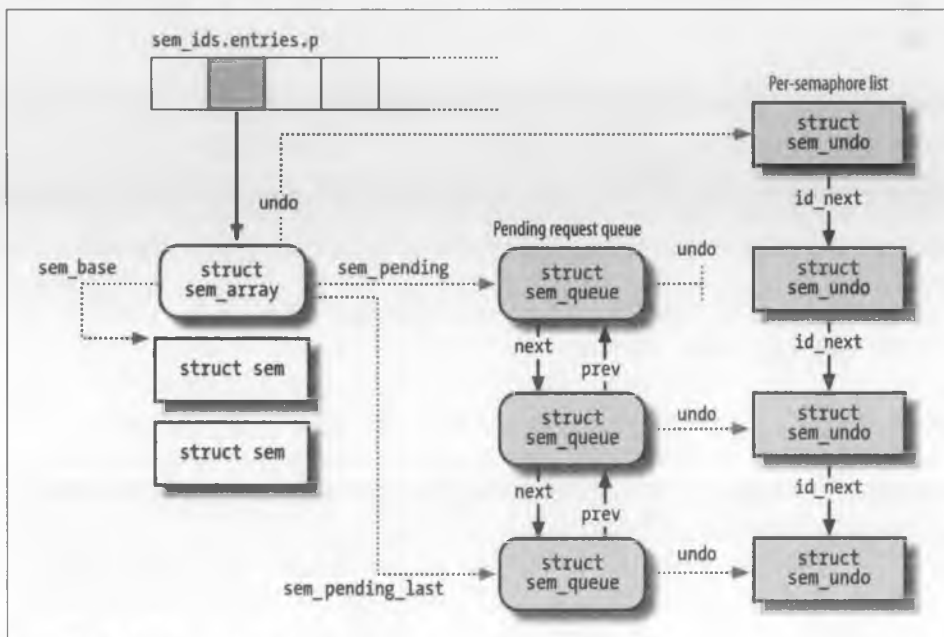 sem_ids.entries.p
Per-semaphore list
struct
sem_undo
undo
id_next
Pending request queue
sem_base
struct
sem_array
sem_pending
struct
sem_queue
undo
struct
sem_undo
next
prev
id_next
struct sem
struct
sem_queue
undo
struct
sem_undo
struct sem
next
prev
id_next
sem_pending_last
struct
sem_queue
undo
struct
sem_undo